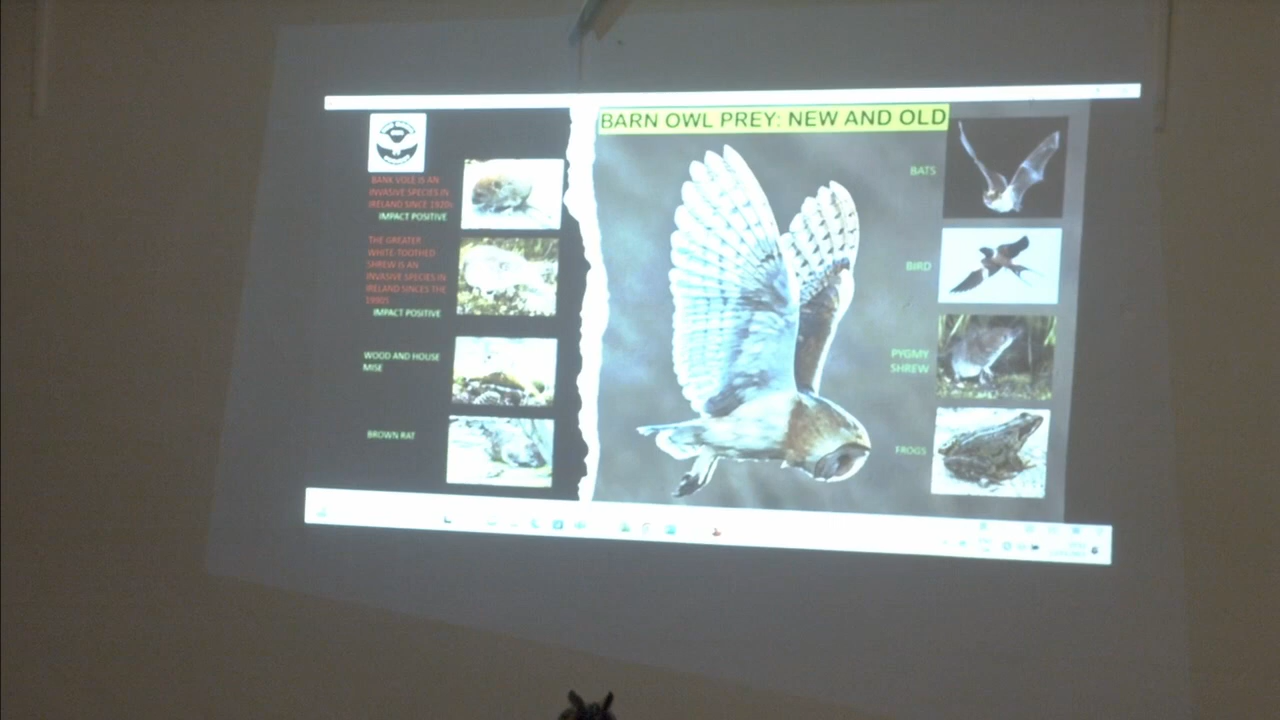 BARN OWL PREY: NEW AND OLD
BANK VOLE IS AN
INVASIVE SPECIES IN
IRELAND SINCE 1920s
IMPACT POSITIVE
THE GREATER
WHITE-TOOTHED
SHREW IS AN
INVASIVE SPECIES IN
IRELAND SINCES THE
1990S
IMPACT POSITIVE
WOOD AND HOUSE
MISE
BROWN RAT
BATS
BIRD
PYGMY
SHREW
FROGS